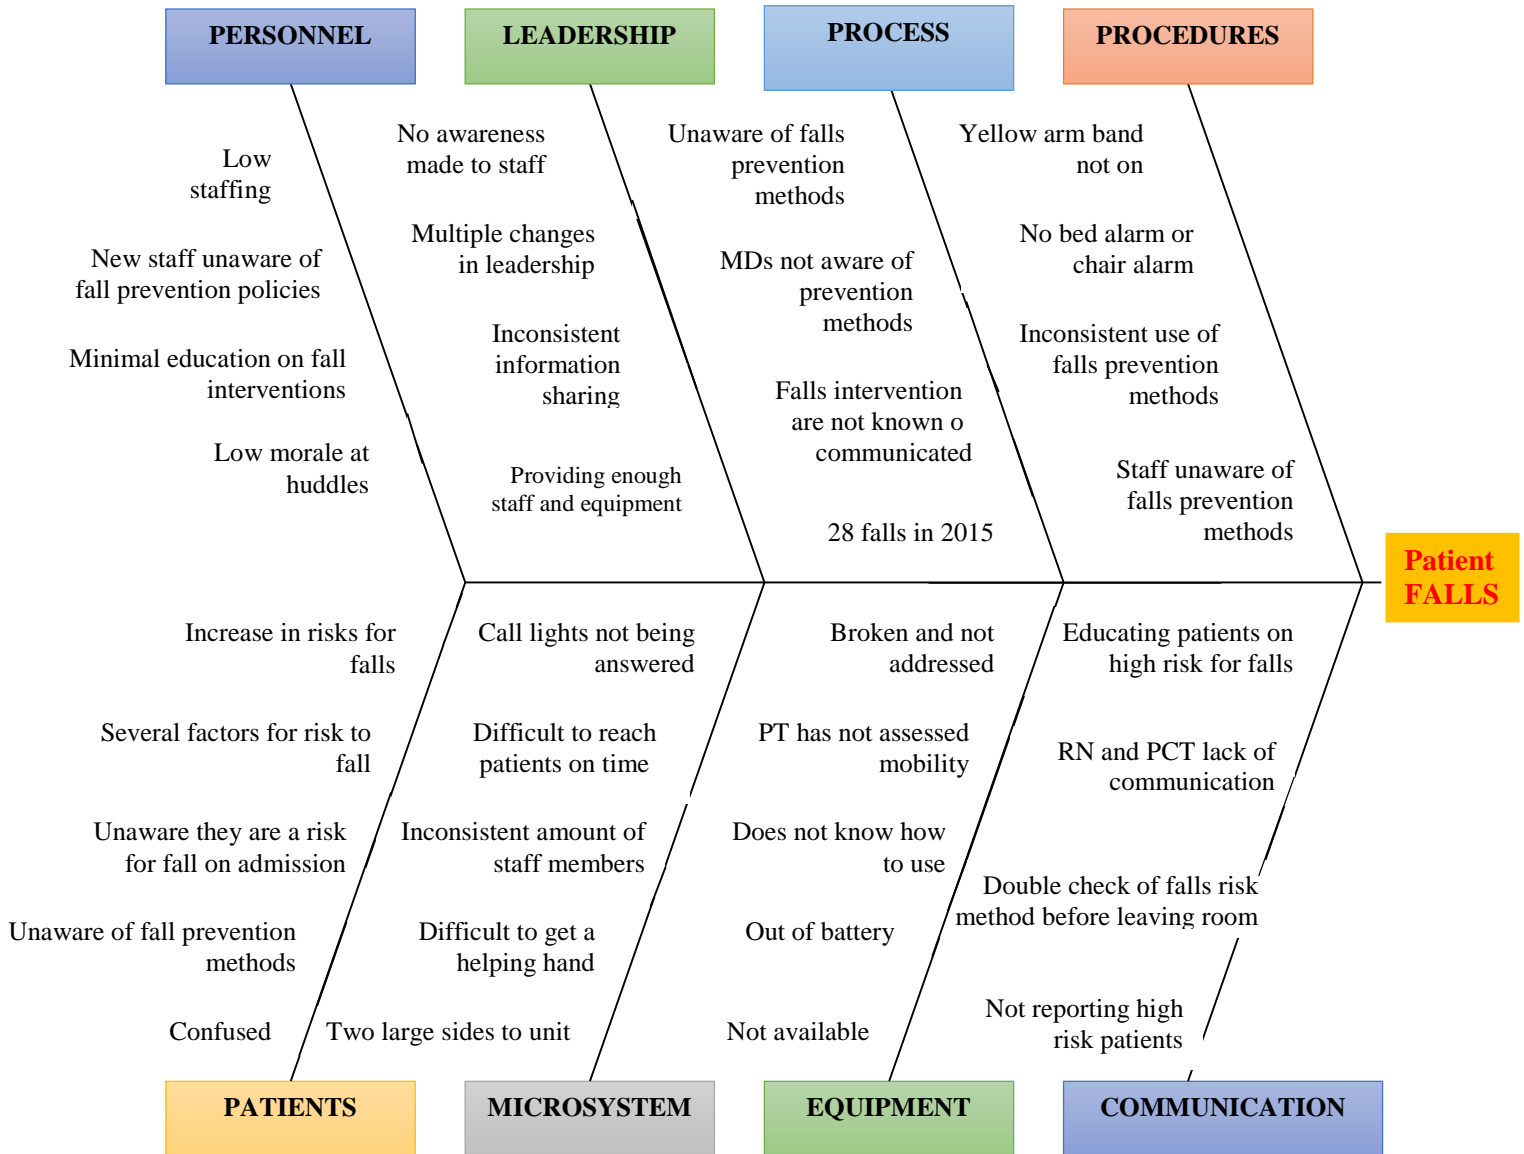 PERSONNEL
LEADERSHIP
PROCESS
PROCEDURES
Low
staffing
New staff unaware of
fall prevention policies
Minimal education on fall
interventions
Low morale at
huddles
No awareness
made to staff
Multiple changes
in leadership
Inconsistent
information
sharing
Providing enough
staff and equipment
Unaware of falls
prevention
methods
MDs not aware of
prevention
methods
Falls intervention
are not known o
communicated
28 falls in 2015
Yellow arm band
not on
No bed alarm or
chair alarm
Inconsistent use of
falls prevention
methods
Staff unaware of
falls prevention
methods
Patient
FALLS
Increase in risks for
falls
Several factors for risk to
fall
Unaware they are a risk
for fall on admission
Unaware of fall prevention
methods
Confused
Call lights not being
answered
Difficult to reach
patients on time
Inconsistent amount of
staff members
Difficult to get a
helping hand
Two large sides to unit
Broken and not
addressed
PT has not assessed
mobility
Does not know how
to use
Out of battery
Not available
Educating patients on
high risk for falls
RN and PCT lack of
communication
Double check of falls risk
method before leaving room
Not reporting high
risk patients
PATIENTS
MICROSYSTEM
EQUIPMENT
COMMUNICATION